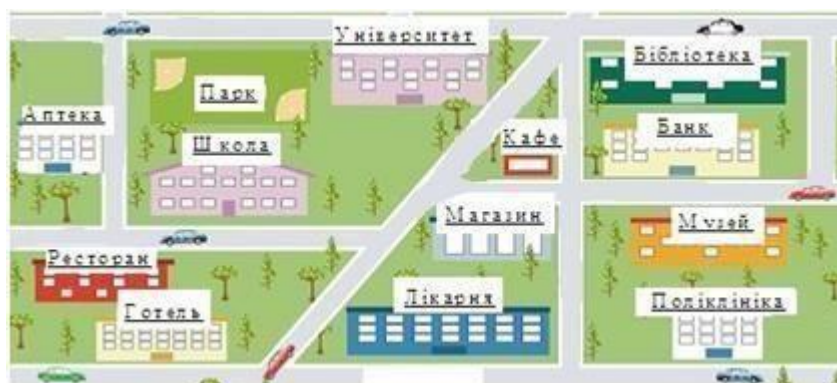 Університет
Бібліотека
Парк
Аптека
Банк
Кафе
Школа
Магазин
Музей
Ресторан
Лікарня
Поліклініка
Готель